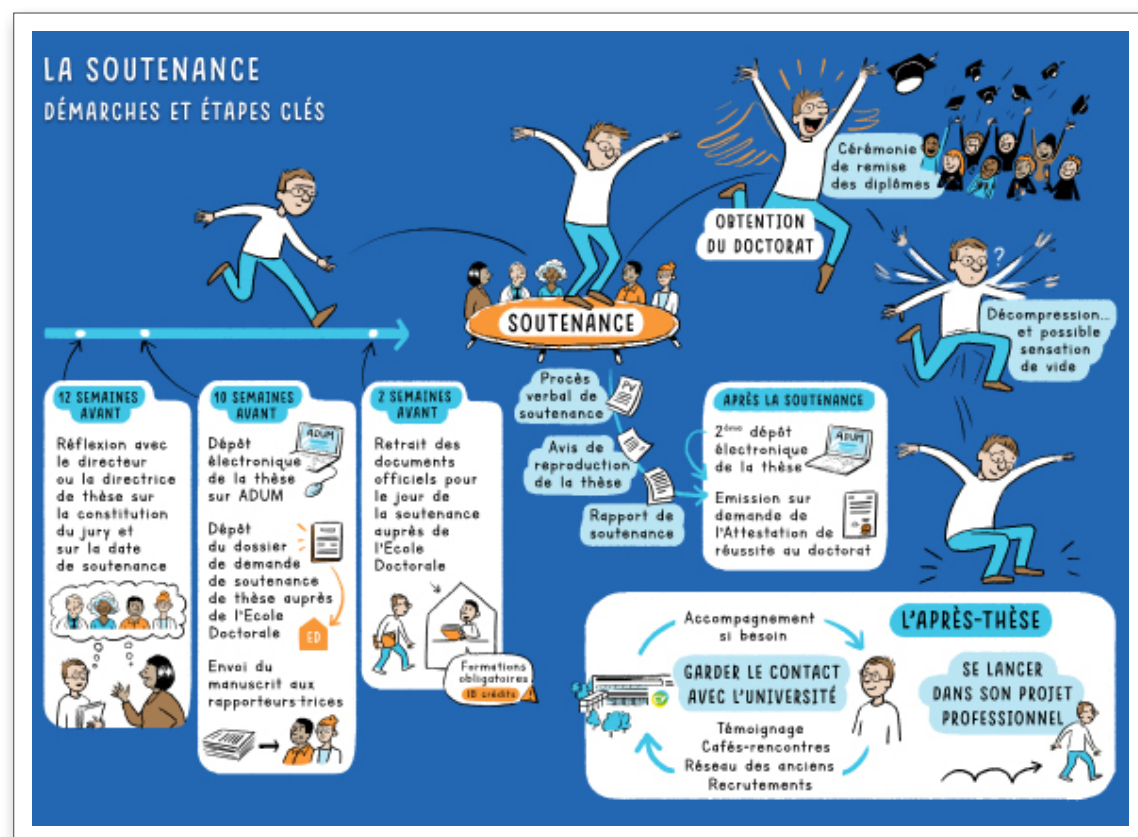 LA SOUTENANCE
DÉMARCHES ET ÉTAPES CLÉS
Cérémonie
de remise
des diplômes
OBTENTION
DU DOCTORAT
?
Décompression...
et possible
sensation
de vide
SOUTENANCE
12 SEMAINES
AVANT
Réflexion avec
le directeur
ou la directrice
de thèse sur
la constitution
du jury et
sur la date
de soutenance
10 SEMAINES
AVANT
Dépôt
électronique
de la thèse
sur ADUM
ADUM
Dépôt
du dossier
de demande
de soutenance
de thèse auprès
de l'Ecole
Doctorale
ED
Envoi du
manuscrit aux
rapporteurs·trices
2 SEMAINES
AVANT
Retrait des
documents
officiels pour
le jour de
la soutenance
auprès de
l'Ecole
Doctorale
Formations
obligatoires
18 crédits
Procès
verbal de
soutenance
PV
Avis de
reproduction
de la thèse
Rapport de
soutenance
APRÈS LA SOUTENANCE
2ème dépôt
électronique
de la thèse
ADUM
Emission sur
demande de
l'Attestation de
réussite au doctorat
L'APRÈS-THÈSE
Accompagnement
si besoin
GARDER LE CONTACT
AVEC L'UNIVERSITÉ
Témoignage
Cafés-rencontres
Réseau des anciens
Recrutements
SE LANCER
DANS SON PROJET
PROFESSIONNEL